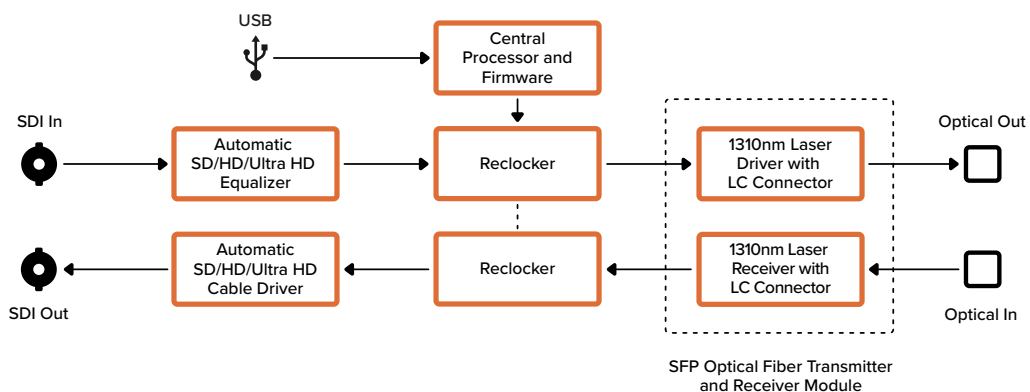 USB
Central
Processor and
Firmware
SDI In
Automatic
SD/HD/Ultra HD
Equalizer
Reclocker
1310nm Laser
Driver with
LC Connector
Optical Out
SDI Out
Automatic
SD/HD/Ultra HD
Cable Driver
Reclocker
1310nm Laser
Receiver with
LC Connector
Optical In
SFP Optical Fiber Transmitter
and Receiver Module